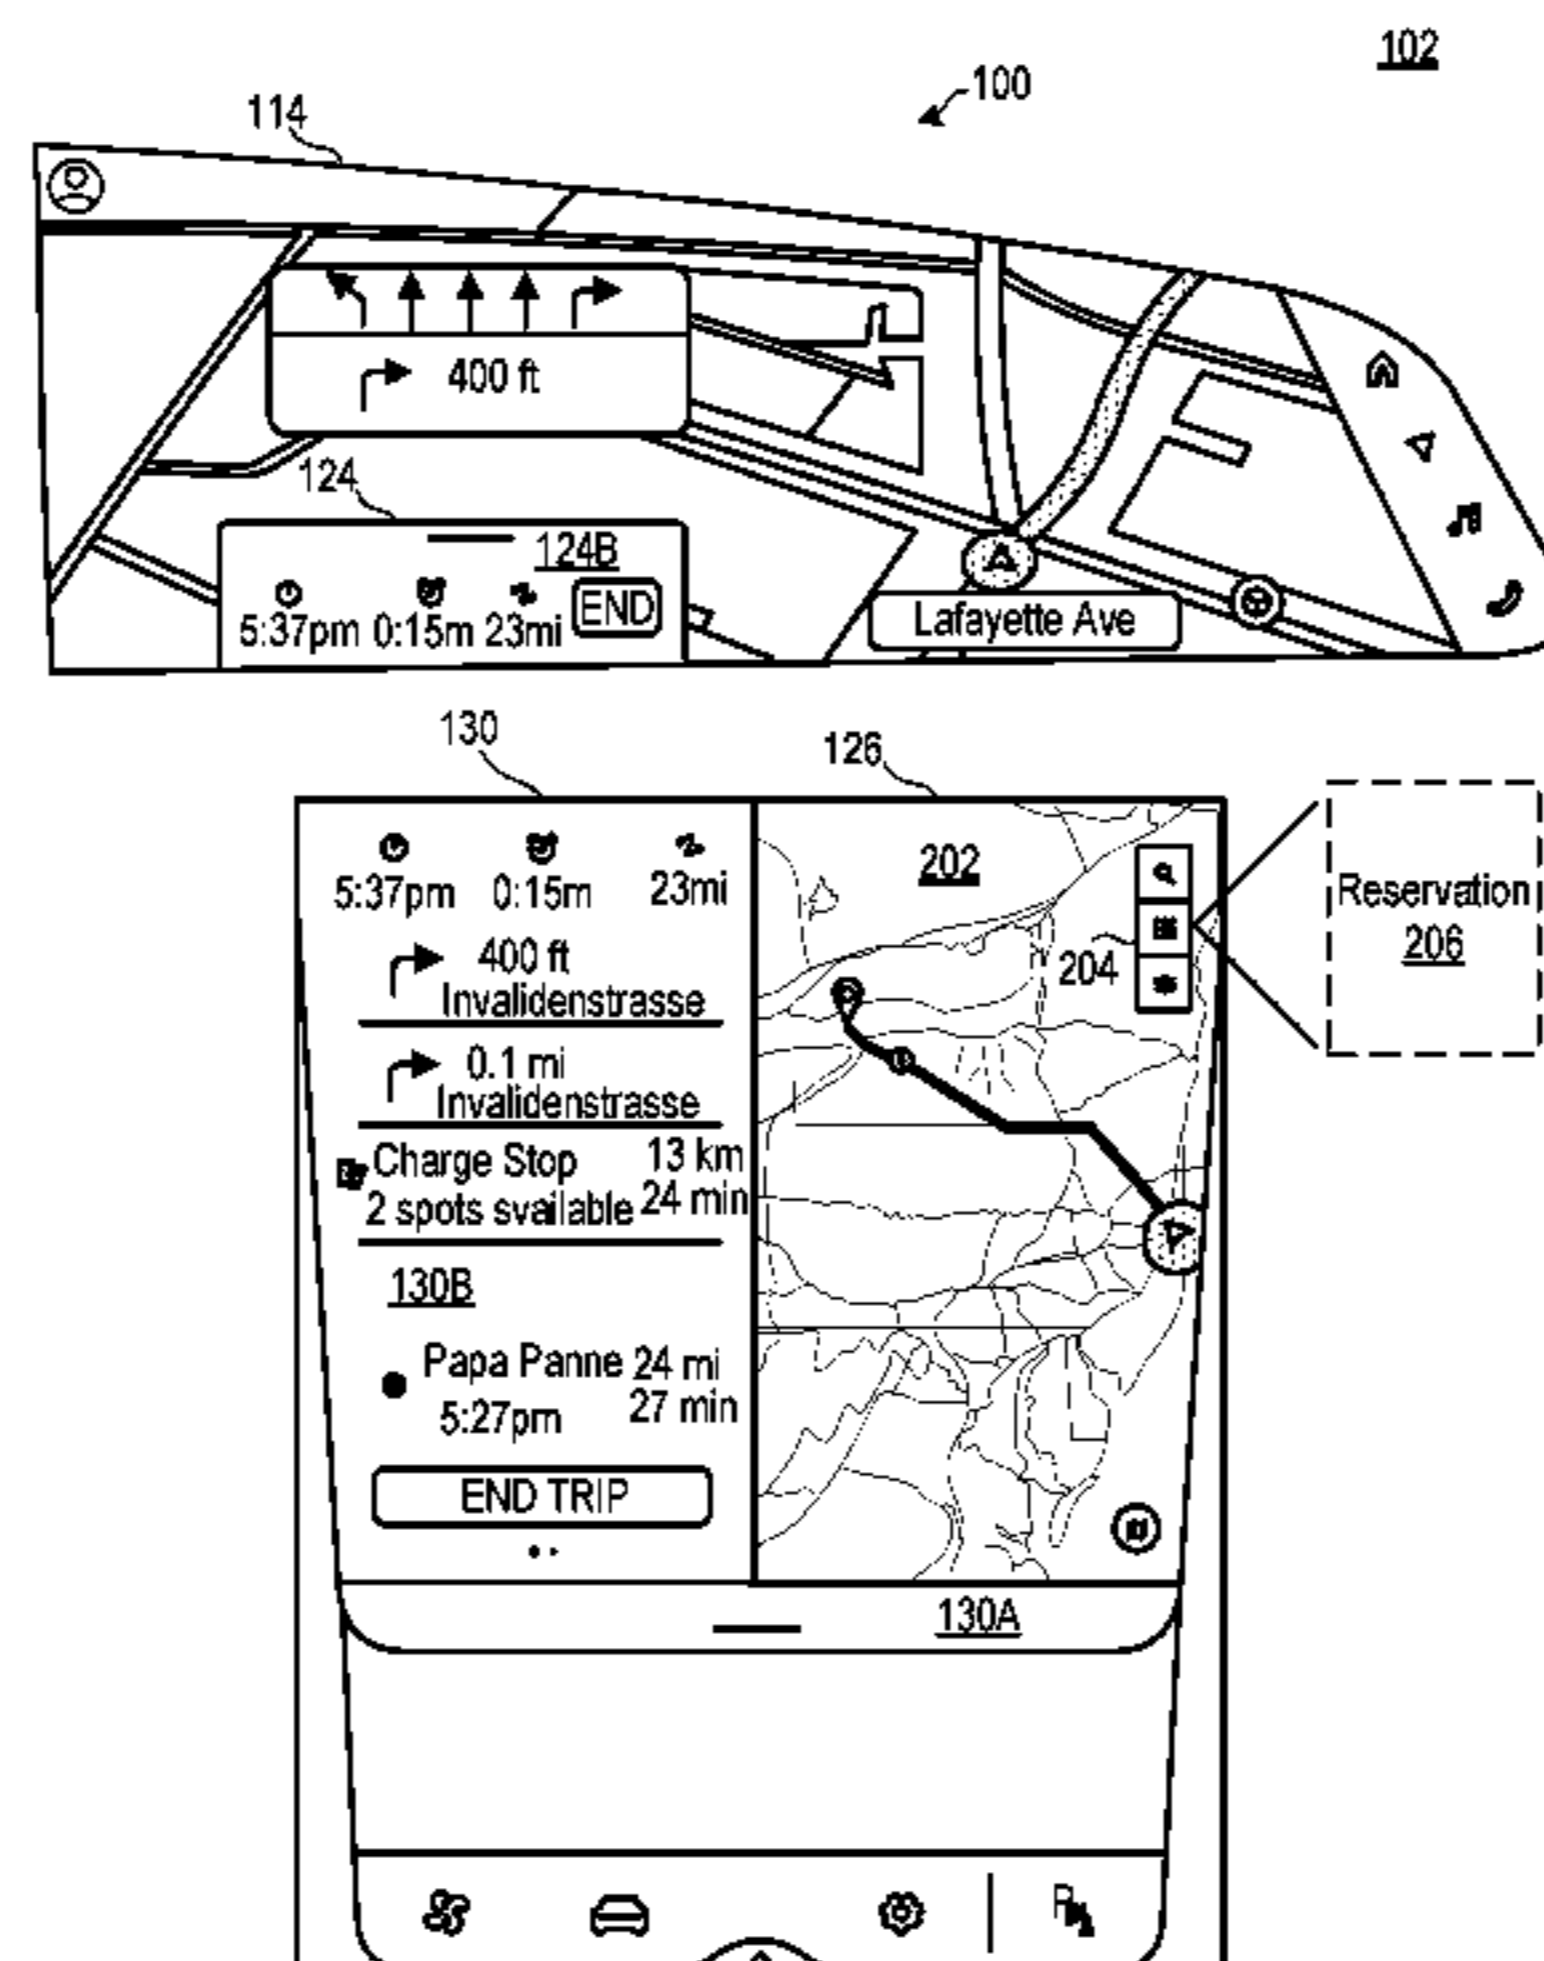 102
100
114
400 ft
124
124B
5:37pm 0:15m 23mi END
Lafayette Ave
130
126
5:37pm 0:15m 23mi
202
Reservation
206
204
400 ft
Invalidenstrasse
0.1 mi
Invalidenstrasse
Charge Stop 13 km
2 spots svailable 24 min
130B
Papa Panne 24 mi
5:27pm 27 min
END TRIP
130A